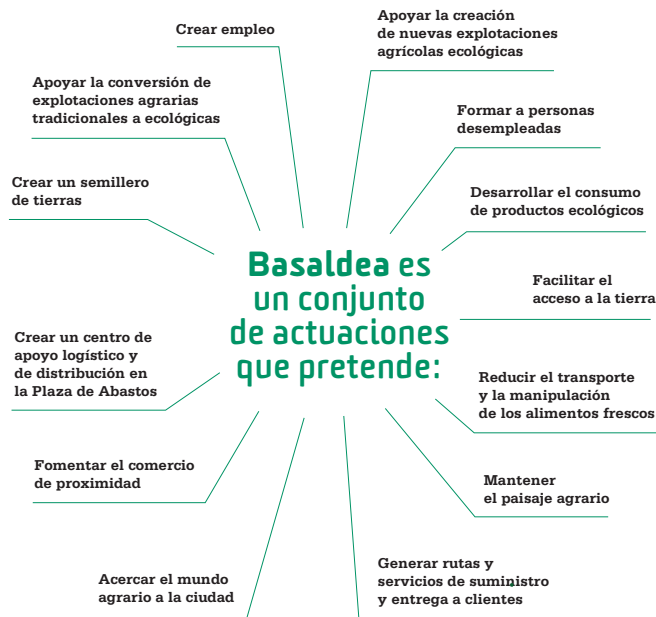 Crear empleo
Apoyar la creación
de nuevas explotaciones
agrícolas ecológicas
Apoyar la conversión de
explotaciones agrarias
tradicionales a ecológicas
Formar a personas
desempleadas
Crear un semillero
de tierras
Desarrollar el consumo
de productos ecológicos
Basaldea es
un conjunto
de actuaciones
que pretende:
Facilitar el
acceso a la tierra
Crear un centro de
apoyo logístico y
de distribución en
la Plaza de Abastos
Reducir el transporte
y la manipulación
de los alimentos frescos
Fomentar el comercio
de proximidad
Mantener
el paisaje agrario
Acercar el mundo
agrario a la ciudad
Generar rutas y
servicios de suministro
y entrega a clientes